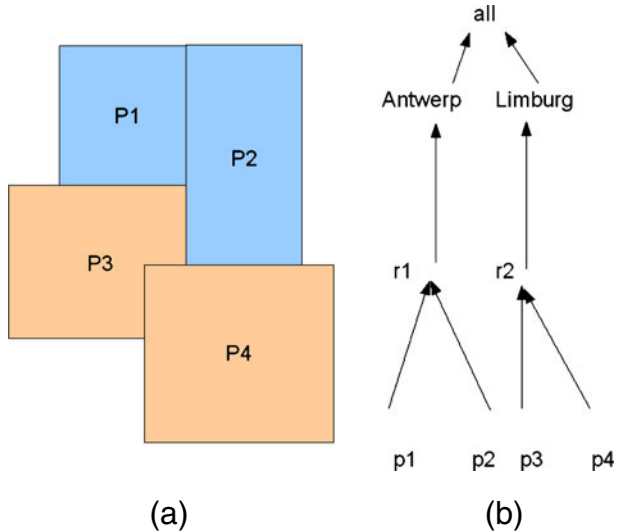 P1
P2
P3
P4
(a)
all
Antwerp Limburg
r1 r2
p1 p2 p3 p4
(b)